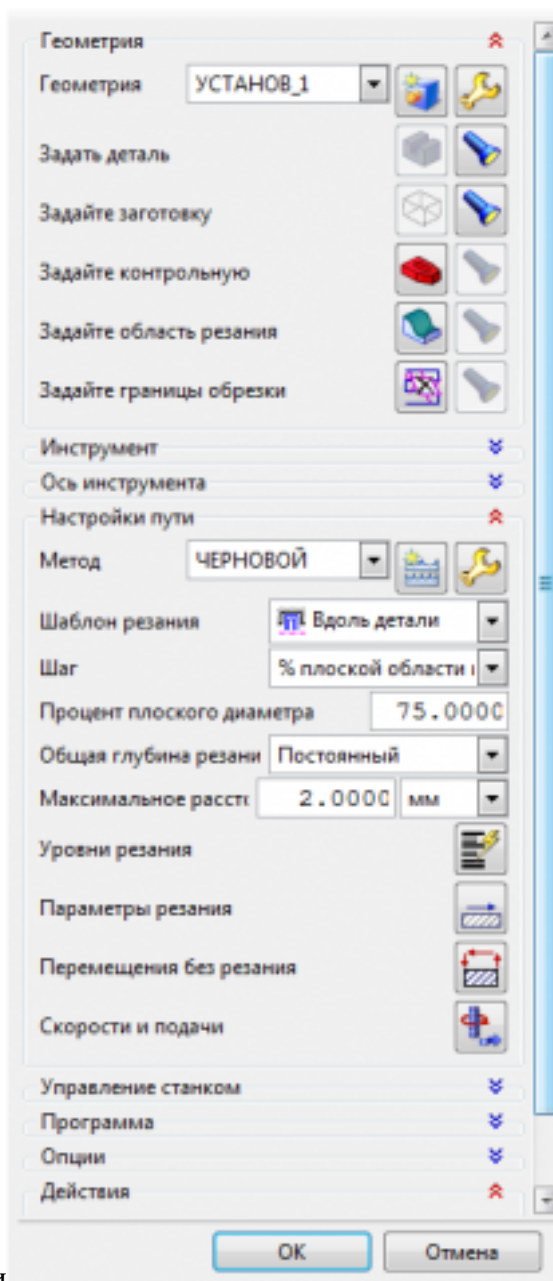 Геометрия
Геометрия УСТАНОВ_1
Задать деталь
Задайте заготовку
Задайте контрольную
Задайте область резания
Задайте границы обрезки
Инструмент
Ось инструмента
Настройки пути
Метод ЧЕРНОВОЙ
Шаблон резания Вдоль детали
Шаг % плоской области
Процент плоского диаметра 75.0000
Общая глубина резани Постоянный
Максимальное расстс 2.0000 мм
Уровни резания
Параметры резания
Перемещения без резания
Скорости и подачи
Управление станком
Программа
Опции
Действия
ОК Отмена